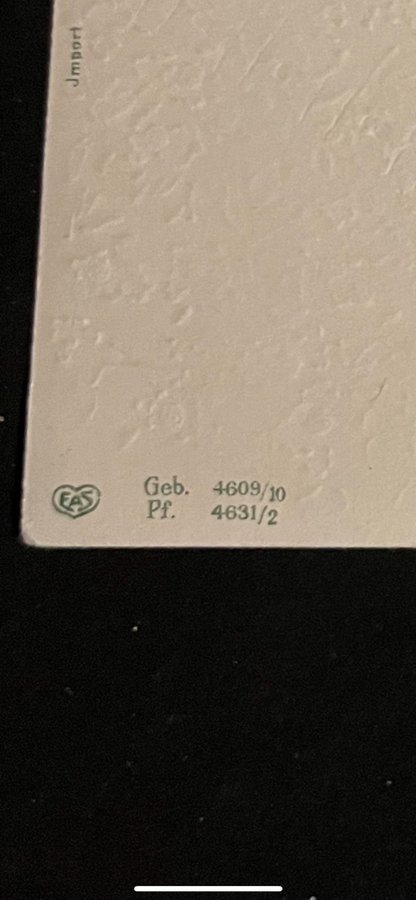 Jmport
EAS
Geb. 4609/10
Pf. 4631/2